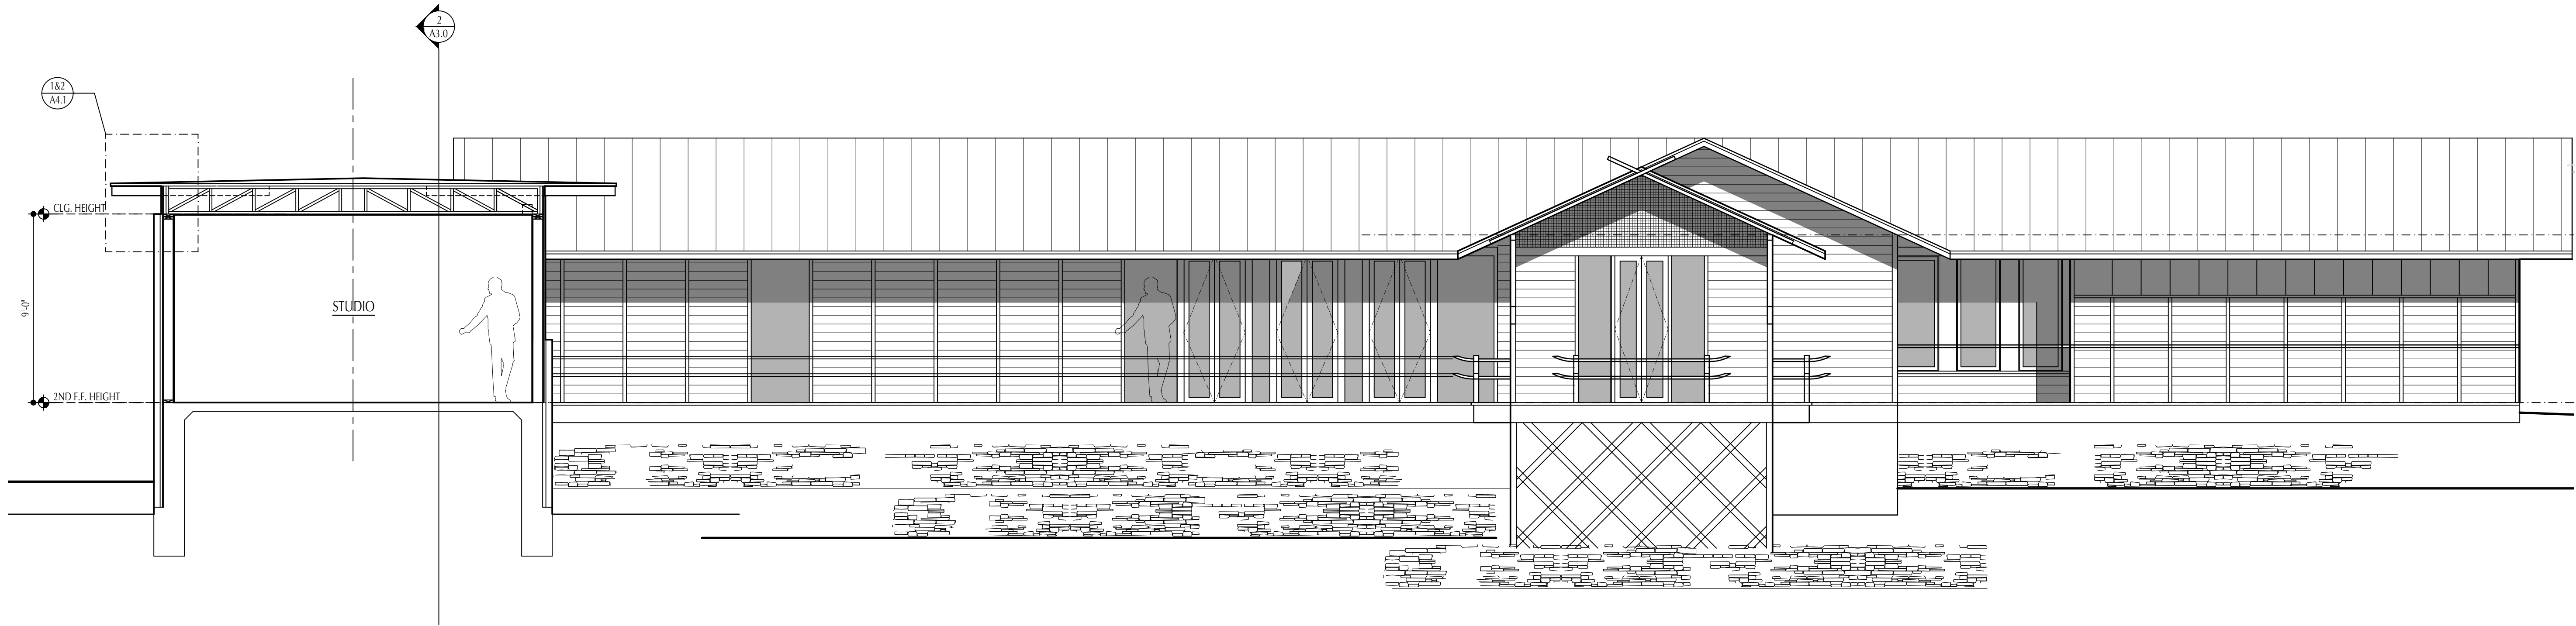 2
A3.0
1&2
A4.1
CLG. HEIGHT
9'-0"
STUDIO
2ND F.F. HEIGHT